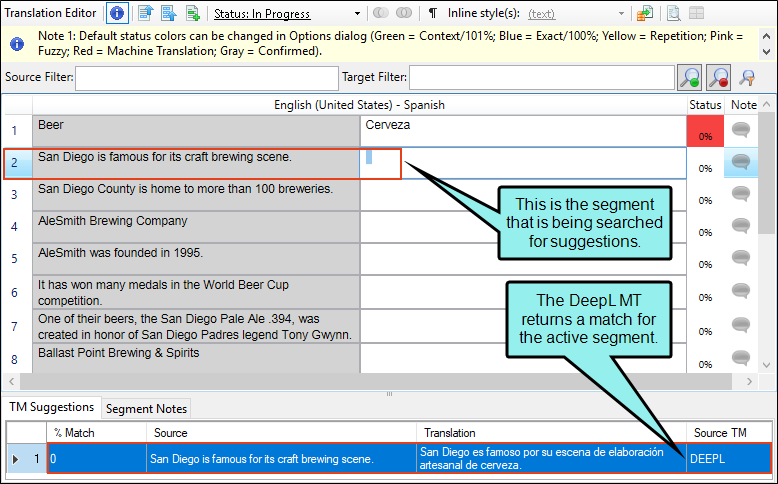 Translation Editor Status: In Progress ¶ Inline style(s): (text)
Note 1: Default status colors can be changed in Options dialog (Green = Context/101%; Blue = Exact/100%; Yellow = Repetition; Pink =
Fuzzy; Red = Machine Translation; Gray = Confirmed).
Source Filter: Target Filter:
English (United States) - Spanish Status Note
1 Beer Cerveza 0%
2 San Diego is famous for its craft brewing scene. 0%
3 San Diego County is home to more than 100 breweries. 0%
4 AleSmith Brewing Company 0%
5 AleSmith was founded in 1995. 0%
6 It has won many medals in the World Beer Cup
competition. 0%
7 One of their beers, the San Diego Pale Ale .394, was
created in honor of San Diego Padres legend Tony Gwynn. 0%
8 Ballast Point Brewing & Spirits 0%
This is the segment
that is being searched
for suggestions.
The DeepL MT
returns a match for
the active segment.
TM Suggestions Segment Notes
% Match Source Translation Source TM
1 0 San Diego is famous for its craft brewing scene. San Diego es famoso por su escena de elaboración
artesanal de cerveza. DEEPL